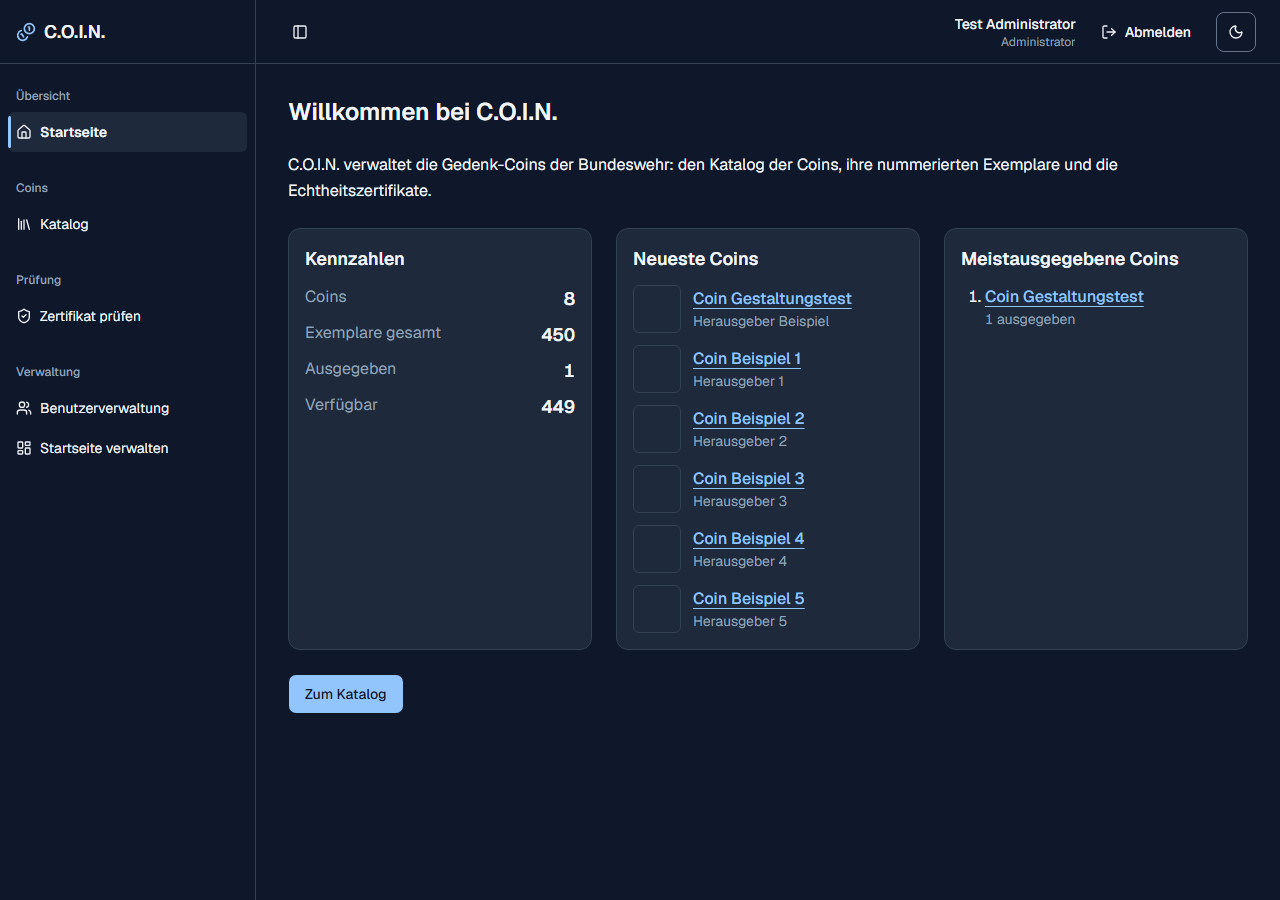 C.O.I.N.
Test Administrator
Administrator
Abmelden
Übersicht
Startseite
Coins
Katalog
Prüfung
Zertifikat prüfen
Verwaltung
Benutzerverwaltung
Startseite verwalten
Willkommen bei C.O.I.N.
C.O.I.N. verwaltet die Gedenk-Coins der Bundeswehr: den Katalog der Coins, ihre nummerierten Exemplare und die
Echtheitszertifikate.
Kennzahlen
Coins 8
Exemplare gesamt 450
Ausgegeben 1
Verfügbar 449
Neueste Coins
Coin Gestaltungstest
Herausgeber Beispiel
Coin Beispiel 1
Herausgeber 1
Coin Beispiel 2
Herausgeber 2
Coin Beispiel 3
Herausgeber 3
Coin Beispiel 4
Herausgeber 4
Coin Beispiel 5
Herausgeber 5
Meistausgegebene Coins
1. Coin Gestaltungstest
1 ausgegeben
Zum Katalog